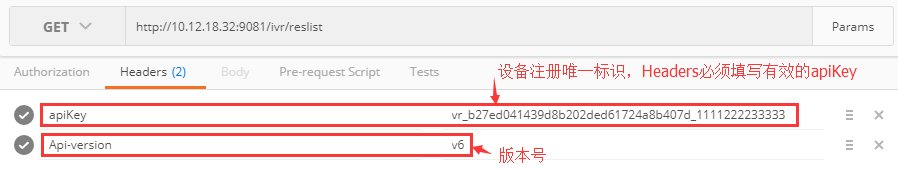 GET http://10.12.18.32:9081/ivr/reslist Params
Authorization Headers (2) Body Pre-request Script Tests
设备注册唯一标识，Headers必须填写有效的apiKey
apiKey vr_b27ed041439d8b202ded61724a8b407d_1111222233333
Api-version v6
版本号